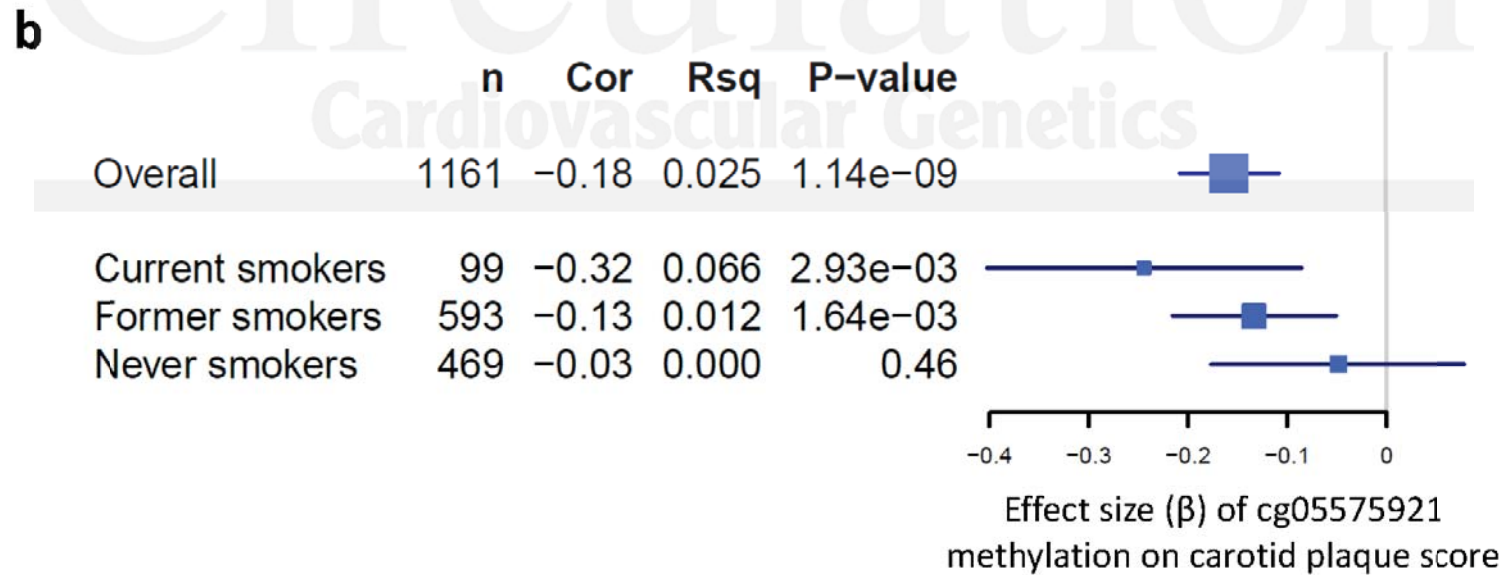 Circulation
b
Cardiovascular Genetics
n Cor Rsq P−value
Overall 1161 −0.18 0.025 1.14e−09
Current smokers 99 −0.32 0.066 2.93e−03
Former smokers 593 −0.13 0.012 1.64e−03
Never smokers 469 −0.03 0.000 0.46
−0.4 −0.3 −0.2 −0.1 0
Effect size (β) of cg05575921
methylation on carotid plaque score